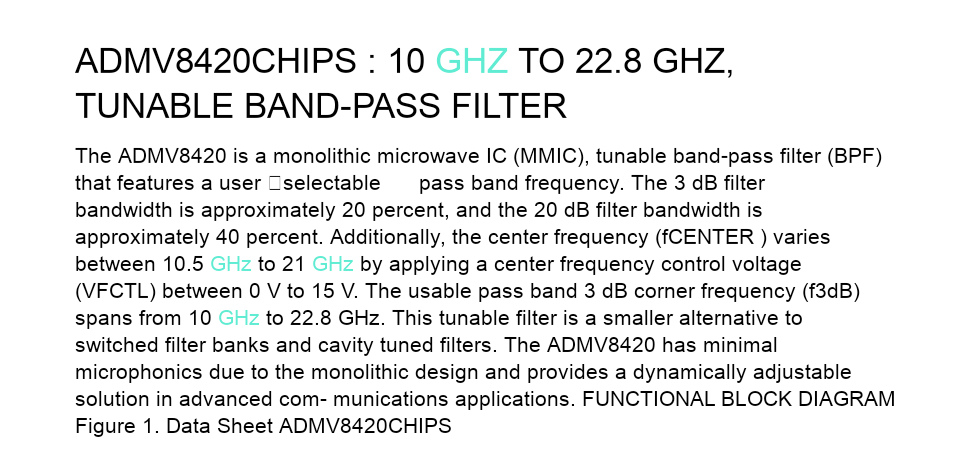 ADMV8420CHIPS : 10 GHZ TO 22.8 GHZ,
TUNABLE BAND-PASS FILTER
The ADMV8420 is a monolithic microwave IC (MMIC), tunable band-pass filter (BPF)
that features a user □selectable pass band frequency. The 3 dB filter
bandwidth is approximately 20 percent, and the 20 dB filter bandwidth is
approximately 40 percent. Additionally, the center frequency (fCENTER ) varies
between 10.5 GHz to 21 GHz by applying a center frequency control voltage
(VFCTL) between 0 V to 15 V. The usable pass band 3 dB corner frequency (f3dB)
spans from 10 GHz to 22.8 GHz. This tunable filter is a smaller alternative to
switched filter banks and cavity tuned filters. The ADMV8420 has minimal
microphonics due to the monolithic design and provides a dynamically adjustable
solution in advanced com- munications applications. FUNCTIONAL BLOCK DIAGRAM
Figure 1. Data Sheet ADMV8420CHIPS